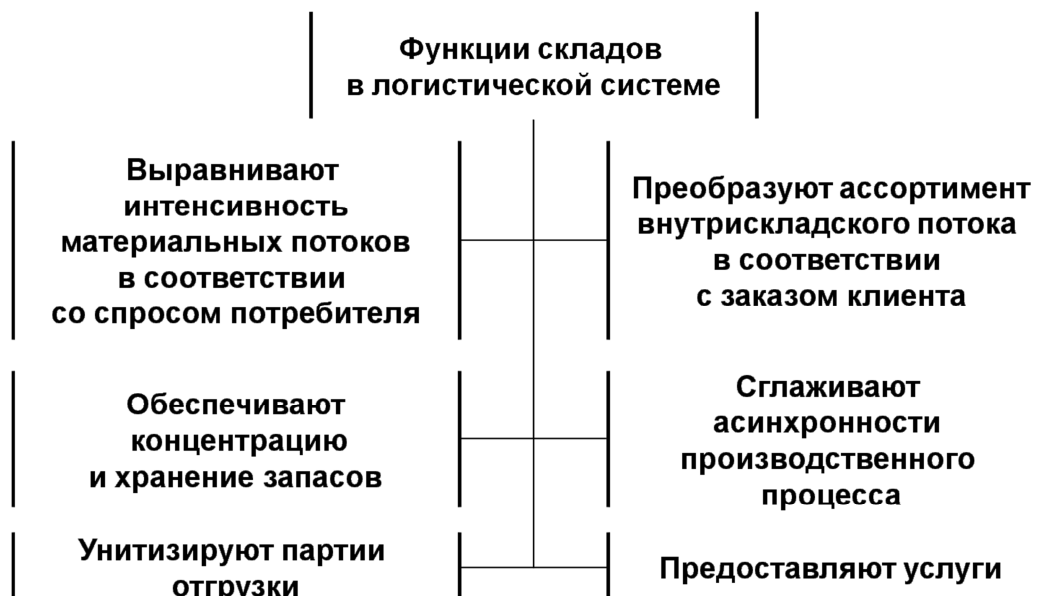 Функции складов
в логистической системе
Выравнивают
интенсивность
материальных потоков
в соответствии
со спросом потребителя
Преобразуют ассортимент
внутрискладского потока
в соответствии
с заказом клиента
Обеспечивают
концентрацию
и хранение запасов
Сглаживают
асинхронности
производственного
процесса
Унитизируют партии
отгрузки
Предоставляют услуги